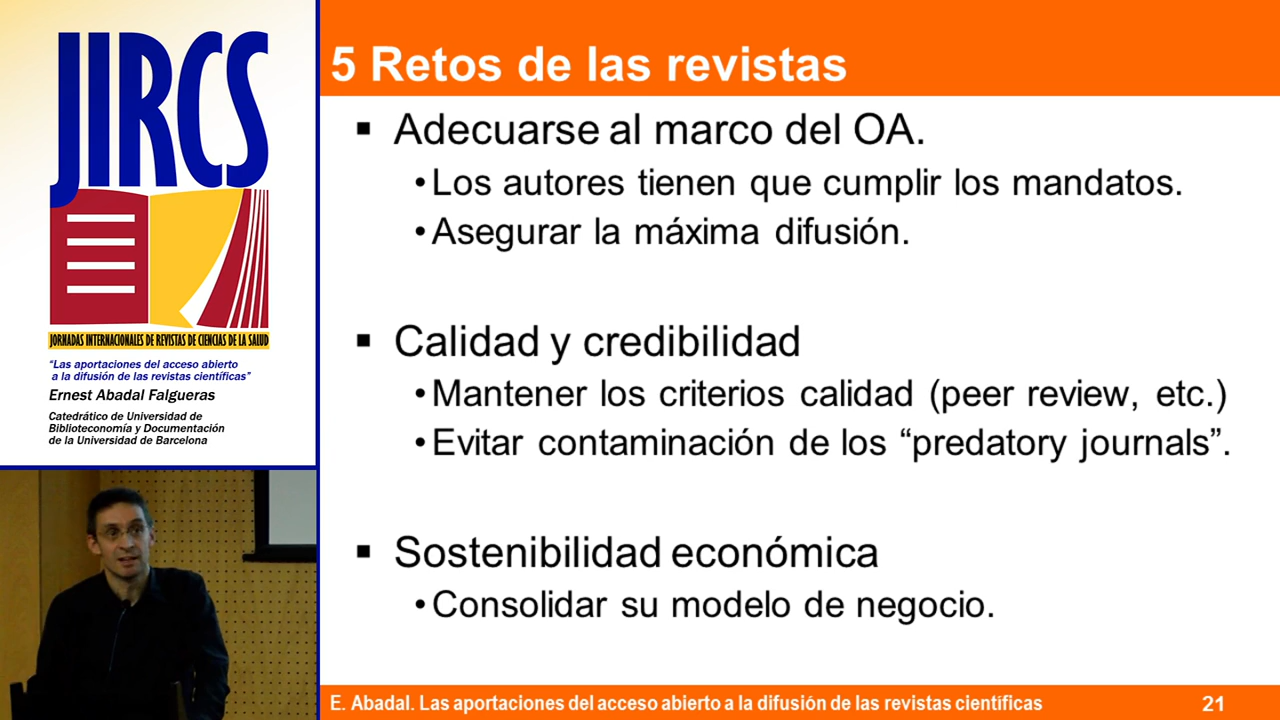 JIRCS
JORNADAS INTERNACIONALES DE REVISTAS DE CIENCIAS DE LA SALUD
“Las aportaciones del acceso abierto
a la difusión de las revistas científicas”
Ernest Abadal Falgueras
Catedrático de Universidad de
Biblioteconomía y Documentación
de la Universidad de Barcelona
5 Retos de las revistas
▪ Adecuarse al marco del OA.
•Los autores tienen que cumplir los mandatos.
•Asegurar la máxima difusión.
▪ Calidad y credibilidad
•Mantener los criterios calidad (peer review, etc.)
•Evitar contaminación de los “predatory journals”.
▪ Sostenibilidad económica
•Consolidar su modelo de negocio.
E. Abadal. Las aportaciones del acceso abierto a la difusión de las revistas científicas 21